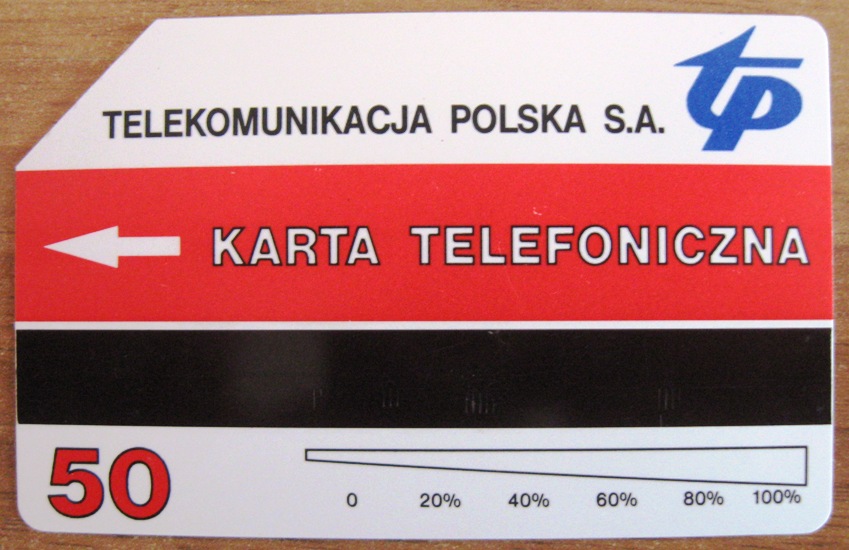 TELEKOMUNIKACJA POLSKA S.A.
tp
KARTA TELEFONICZNA
50
0 20% 40% 60% 80% 100%